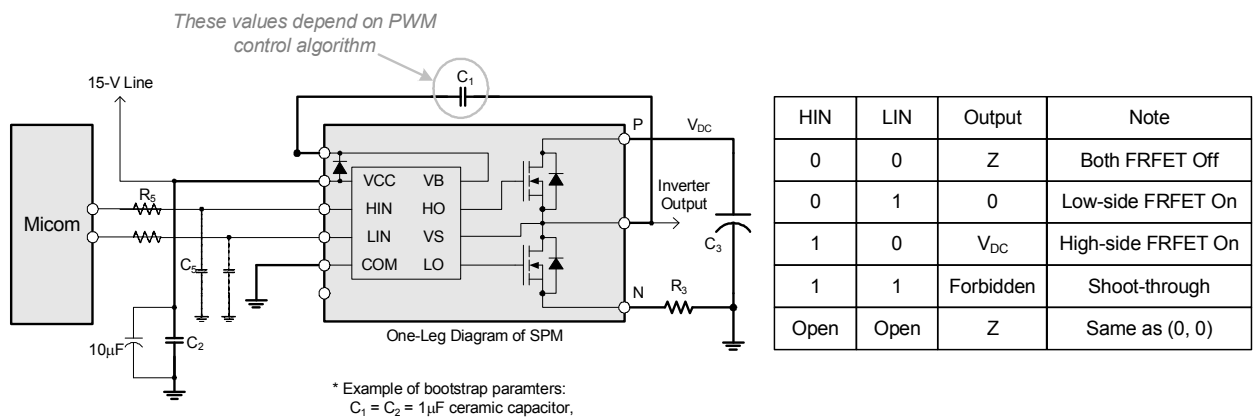 These values depend on PWM
control algorithm
15-V Line
C1
P
VDC
Micom
R5
VCC
VB
HIN
HO
LIN
VS
COM
LO
Inverter
Output
C5
C3
N
R3
10μF
C2
One-Leg Diagram of SPM
* Example of bootstrap paramters:
C1 = C2 = 1μF ceramic capacitor,
HIN LIN Output Note
0 0 Z Both FRFET Off
0 1 0 Low-side FRFET On
1 0 VDC High-side FRFET On
1 1 Forbidden Shoot-through
Open Open Z Same as (0, 0)